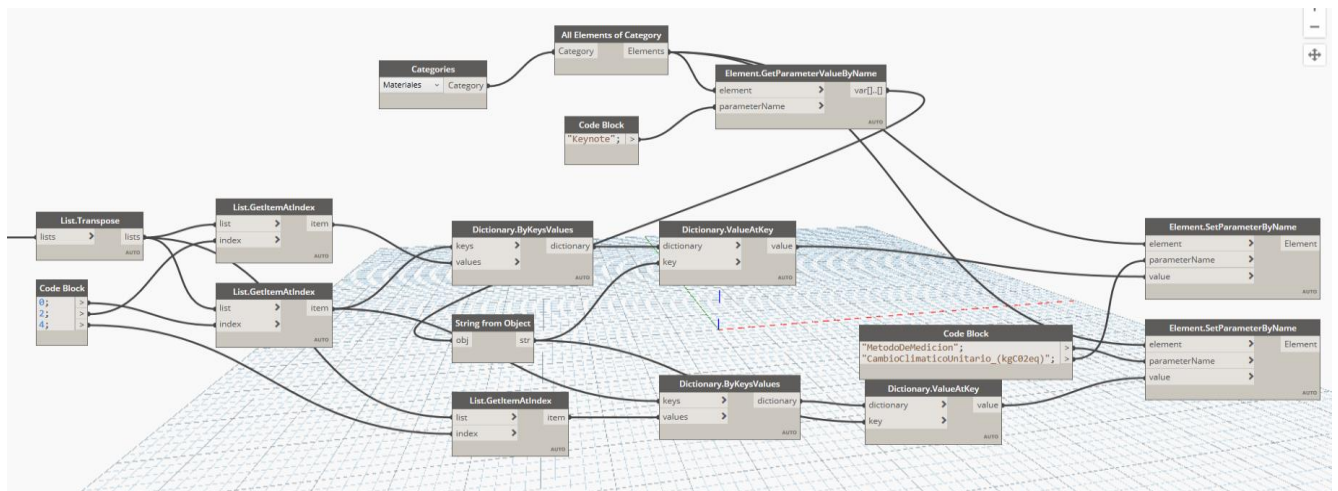 All Elements of Category
Category Elements
Categories
Materiales Category
Element.GetParameterValueByName
element > var[]..[]
parameterName >
AUTO
Code Block
"Keynote"; >
List.Transpose
lists > lists
AUTO
Code Block
0; >
2; >
4; >
List.GetItemAtIndex
list > item
index >
AUTO
List.GetItemAtIndex
list > item
index >
AUTO
Dictionary.ByKeysValues
keys > dictionary
values >
AUTO
String from Object
obj str
List.GetItemAtIndex
list > item
index >
AUTO
Dictionary.ValueAtKey
dictionary > value
key >
AUTO
Dictionary.ByKeysValues
keys > dictionary
values >
AUTO
Code Block
"MetodoDeMedicion"; >
"CambioClimaticoUnitario_(kgCO2eq)"; >
Dictionary.ValueAtKey
dictionary > value
key >
AUTO
Element.SetParameterByName
element > Element
parameterName >
value >
AUTO
Element.SetParameterByName
element > Element
parameterName >
value >
AUTO